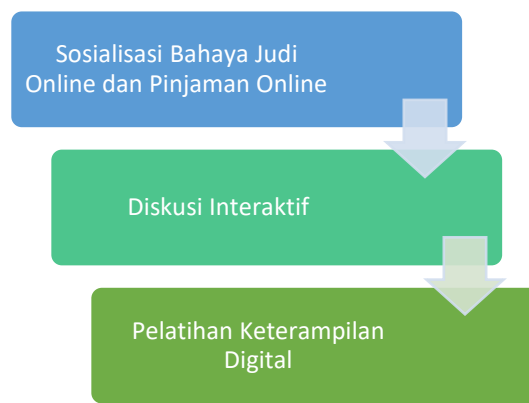 Sosialisasi Bahaya Judi
Online dan Pinjaman Online
Diskusi Interaktif
Pelatihan Keterampilan
Digital